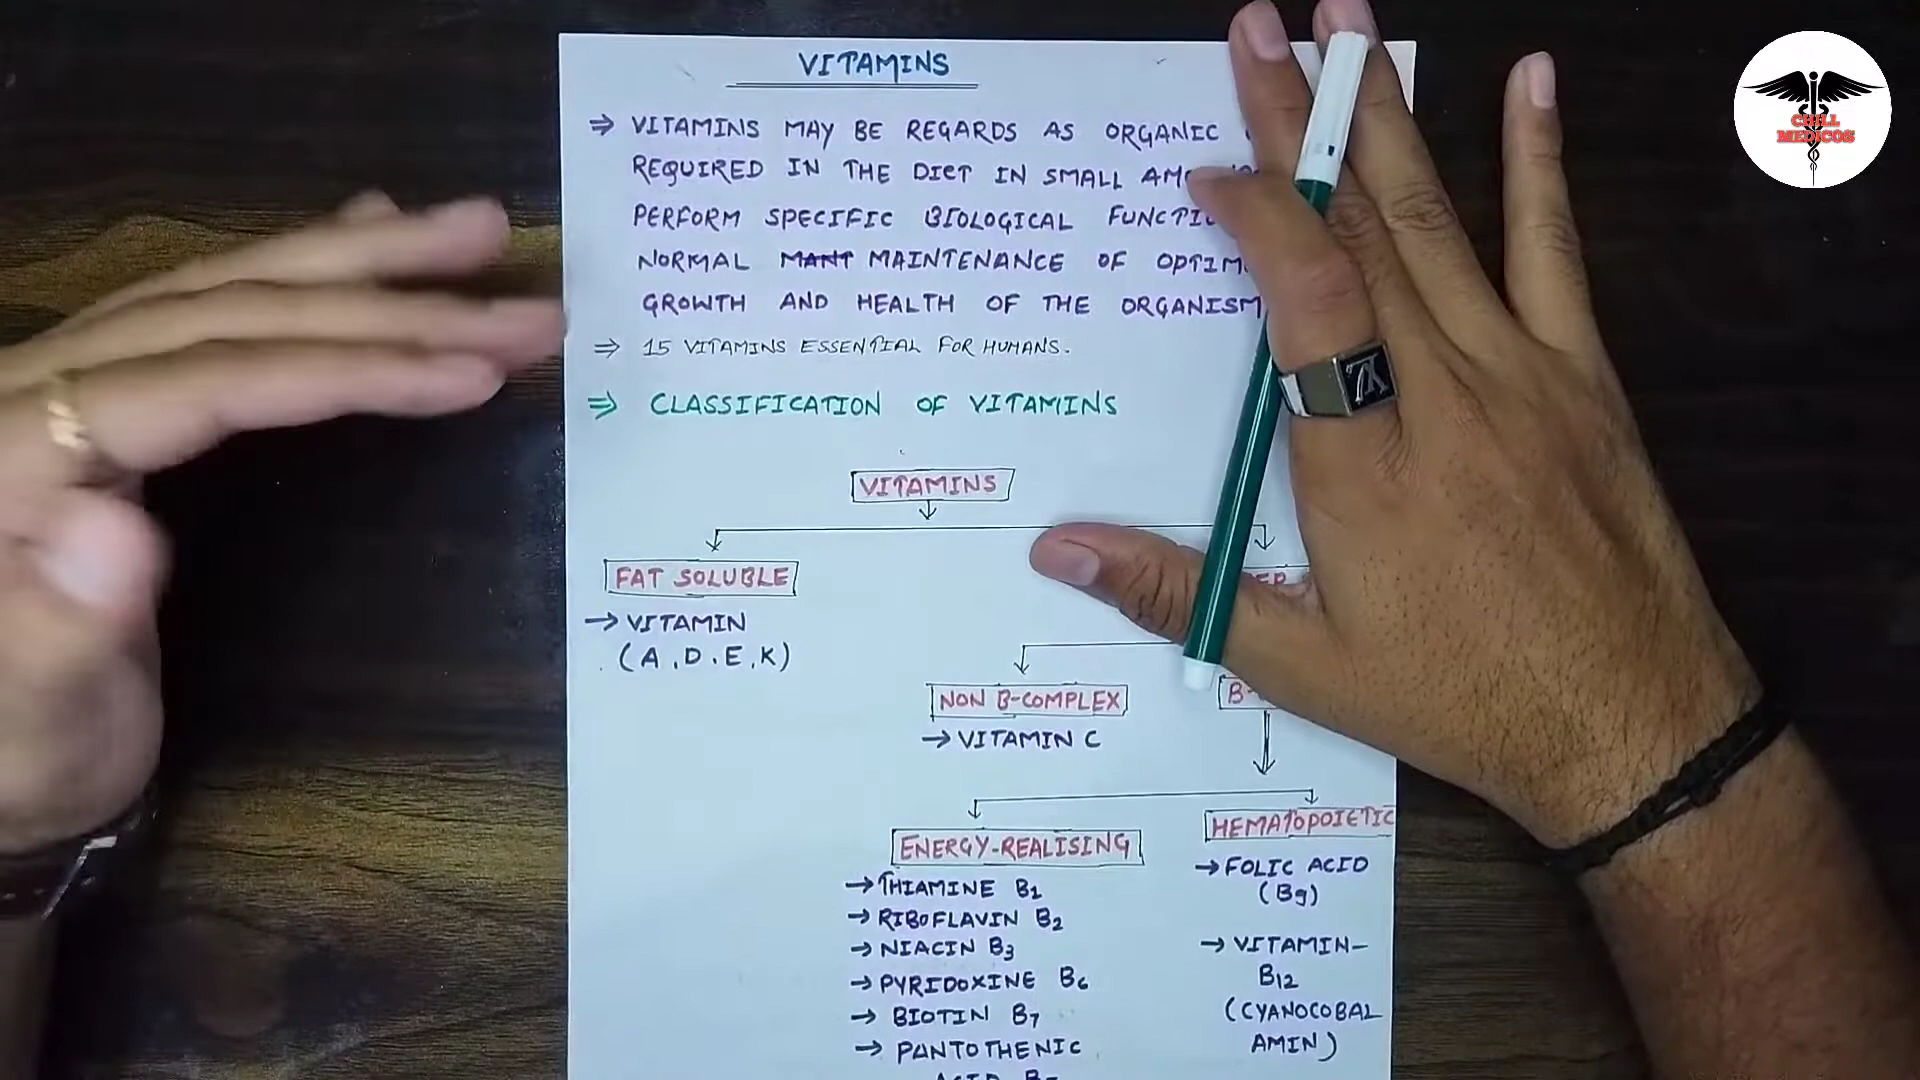 VITAMINS
⇒ VITAMINS MAY BE REGARDS AS ORGANIC
REQUIRED IN THE DIET IN SMALL
PERFORM SPECIFIC BIOLOGICAL
NORMAL MANT MAINTENANCE OF
GROWTH AND HEALTH OF THE ORGANISM
⇒ 15 VITAMINS ESSENTIAL FOR HUMANS.
⇒ CLASSIFICATION OF VITAMINS
VITAMINS
FAT SOLUBLE
→ VITAMIN
(A, D, E, K)
NON B-COMPLEX
→ VITAMIN C
ENERGY-REALISING
→ THIAMINE B1
→ RIBOFLAVIN B2
→ NIACIN B3
→ PYRIDOXINE B6
→ BIOTIN B7
→ PANTOTHENIC
HEMATOPOIETIC
→ FOLIC ACID
(B9)
→ VITAMIN-
B12
(CYANOCOBAL
AMIN)
CHILL
MEDICOS